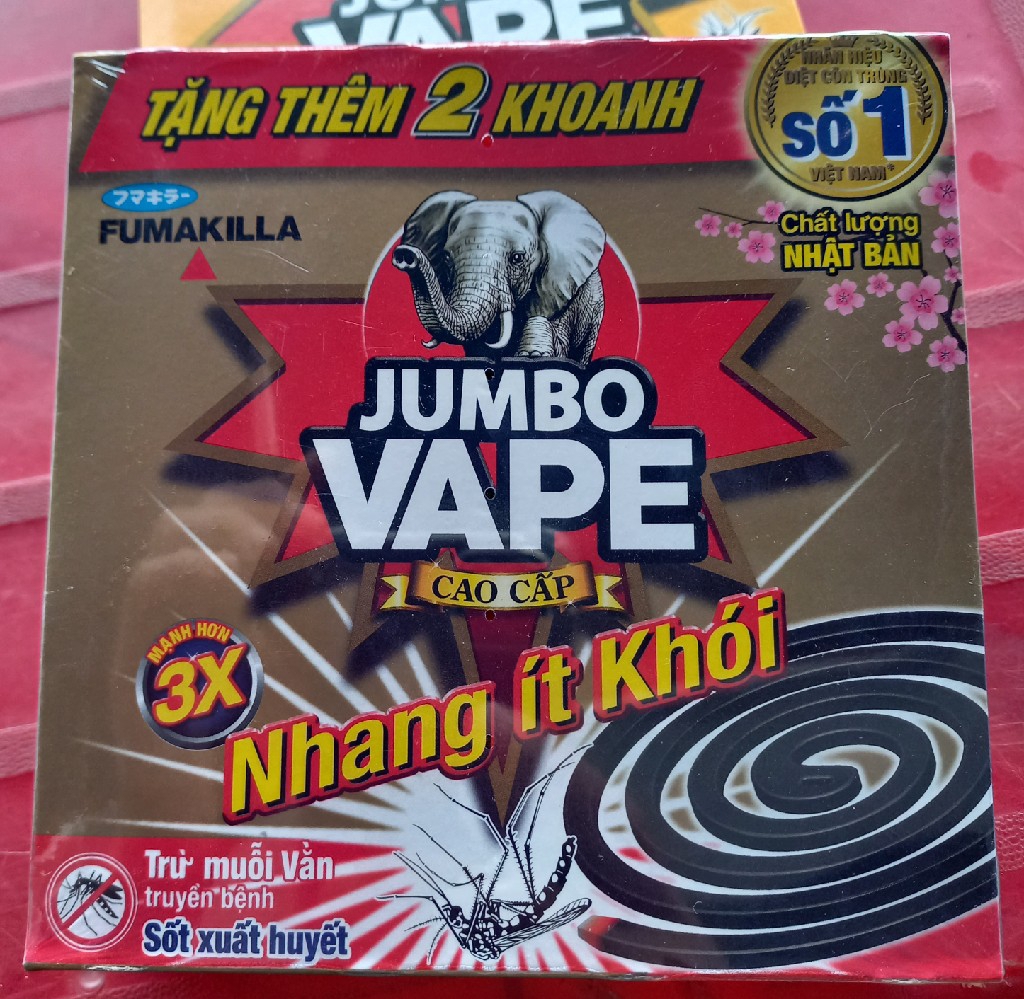 JUMBO
VAPE
TẶNG THÊM 2 KHOANH
NHÃN HIỆU
DIỆT CÔN TRÙNG
SỐ 1
VIỆT NAM*
フマキラー
FUMAKILLA
Chất lượng
NHẬT BẢN
JUMBO
VAPE
CAO CẤP
MẠNH HƠN
3X
Nhang ít Khói
Trừ muỗi Vằn
truyền bệnh
Sốt xuất huyết